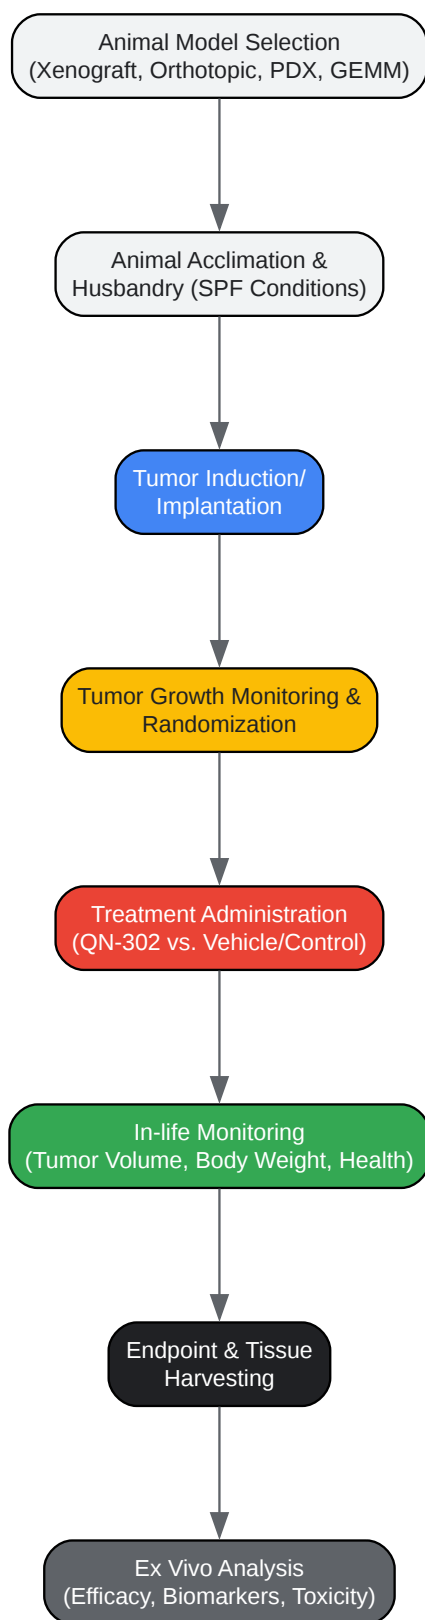 Animal Model Selection
(Xenograft, Orthotopic, PDX, GEMM)
Animal Acclimation &
Husbandry (SPF Conditions)
Tumor Induction/
Implantation
Tumor Growth Monitoring &
Randomization
Treatment Administration
(QN-302 vs. Vehicle/Control)
In-life Monitoring
(Tumor Volume, Body Weight, Health)
Endpoint & Tissue
Harvesting
Ex Vivo Analysis
(Efficacy, Biomarkers, Toxicity)